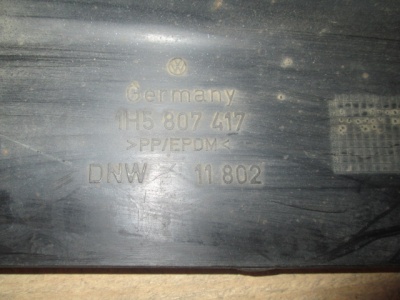 Germany
1H5 807 417
>PP/EPDM<
DNW 11 802